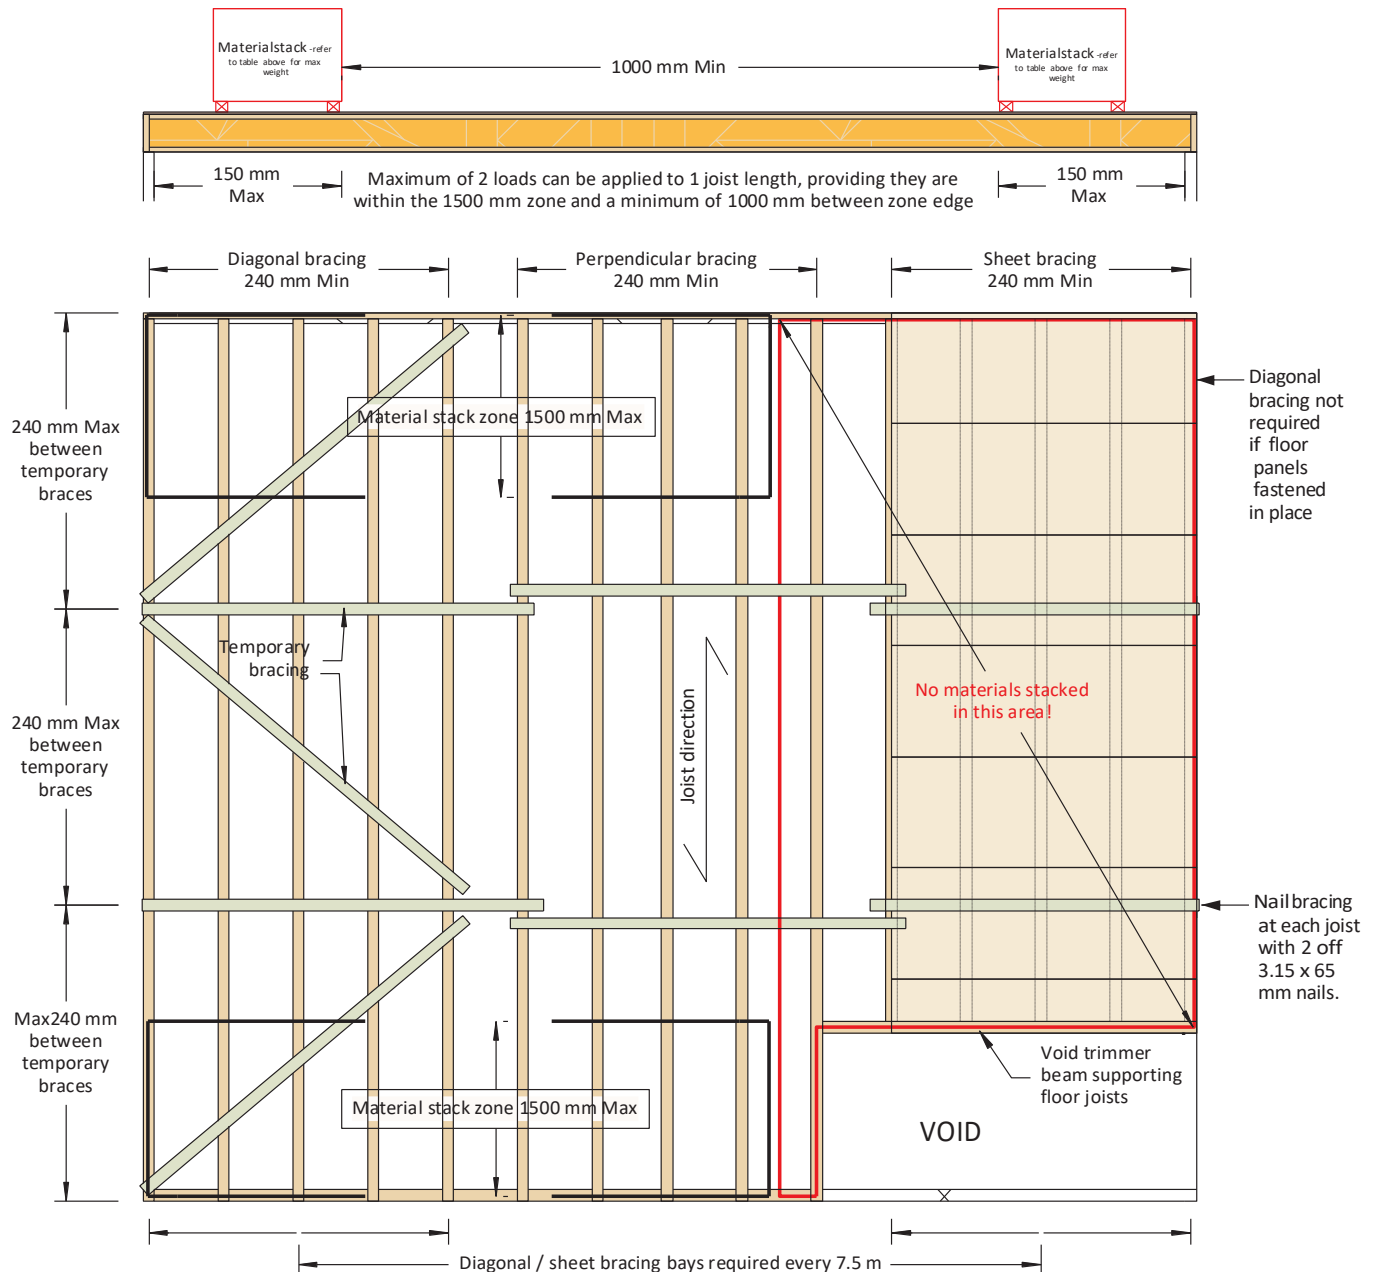 Materialstack -refer
to table above for max
weight
1000 mm Min
Materialstack -refer
to table above for max
weight
150 mm
Max
Maximum of 2 loads can be applied to 1 joist length, providing they are
within the 1500 mm zone and a minimum of 1000 mm between zone edge
150 mm
Max
Diagonal bracing
240 mm Min
Perpendicular bracing
240 mm Min
Sheet bracing
240 mm Min
240 mm Max
between
temporary
braces
Material stack zone 1500 mm Max
Diagonal
bracing not
required
if floor
panels
fastened
in place
Temporary
bracing
240 mm Max
between
temporary
braces
Joist direction
No materials stacked
in this area!
Nail bracing
at each joist
with 2 off
3.15 x 65
mm nails.
Max240 mm
between
temporary
braces
Material stack zone 1500 mm Max
Void trimmer
beam supporting
floor joists
VOID
Diagonal / sheet bracing bays required every 7.5 m